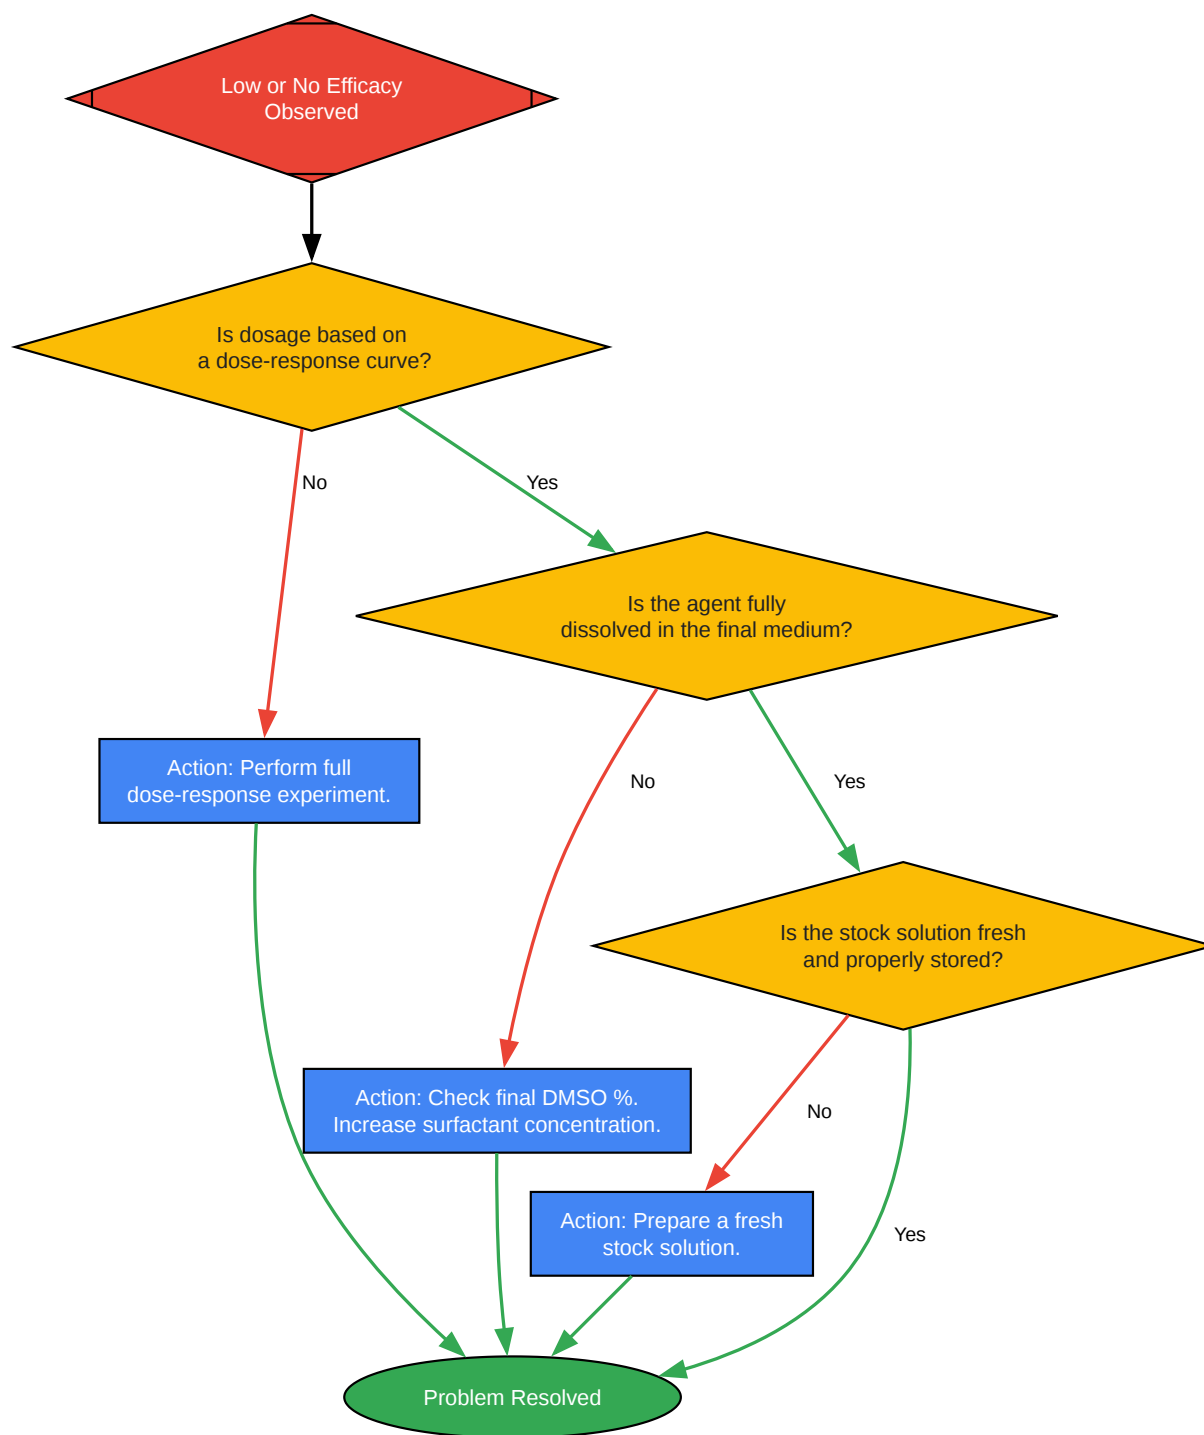 Low or No Efficacy
Observed
Is dosage based on
a dose-response curve?
No
Yes
Is the agent fully
dissolved in the final medium?
Action: Perform full
dose-response experiment.
No
Yes
Is the stock solution fresh
and properly stored?
Action: Check final DMSO %.
Increase surfactant concentration.
No
Action: Prepare a fresh
stock solution.
Yes
Problem Resolved